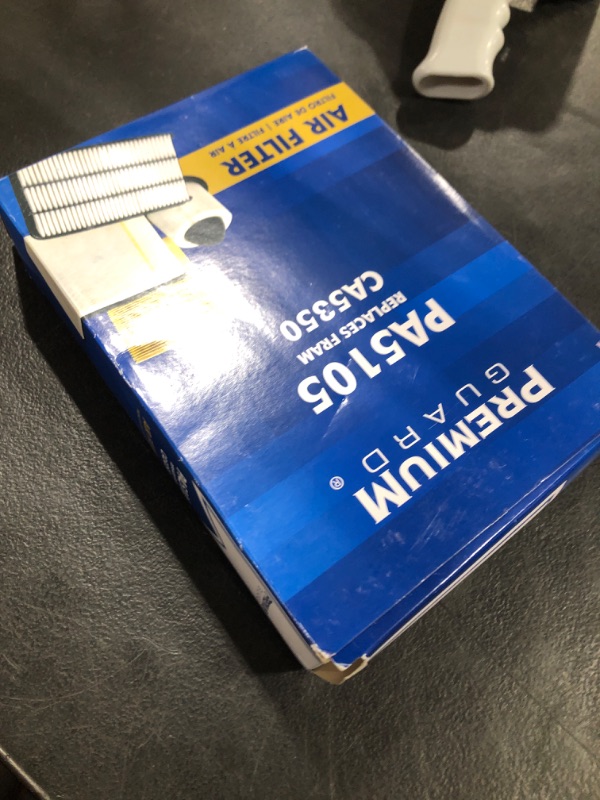 PREMIUM
GUARD®
PA5105
REPLACES FRAM
CA5350
AIR FILTER
FILTRO DE AIRE | FILTRE À AIR